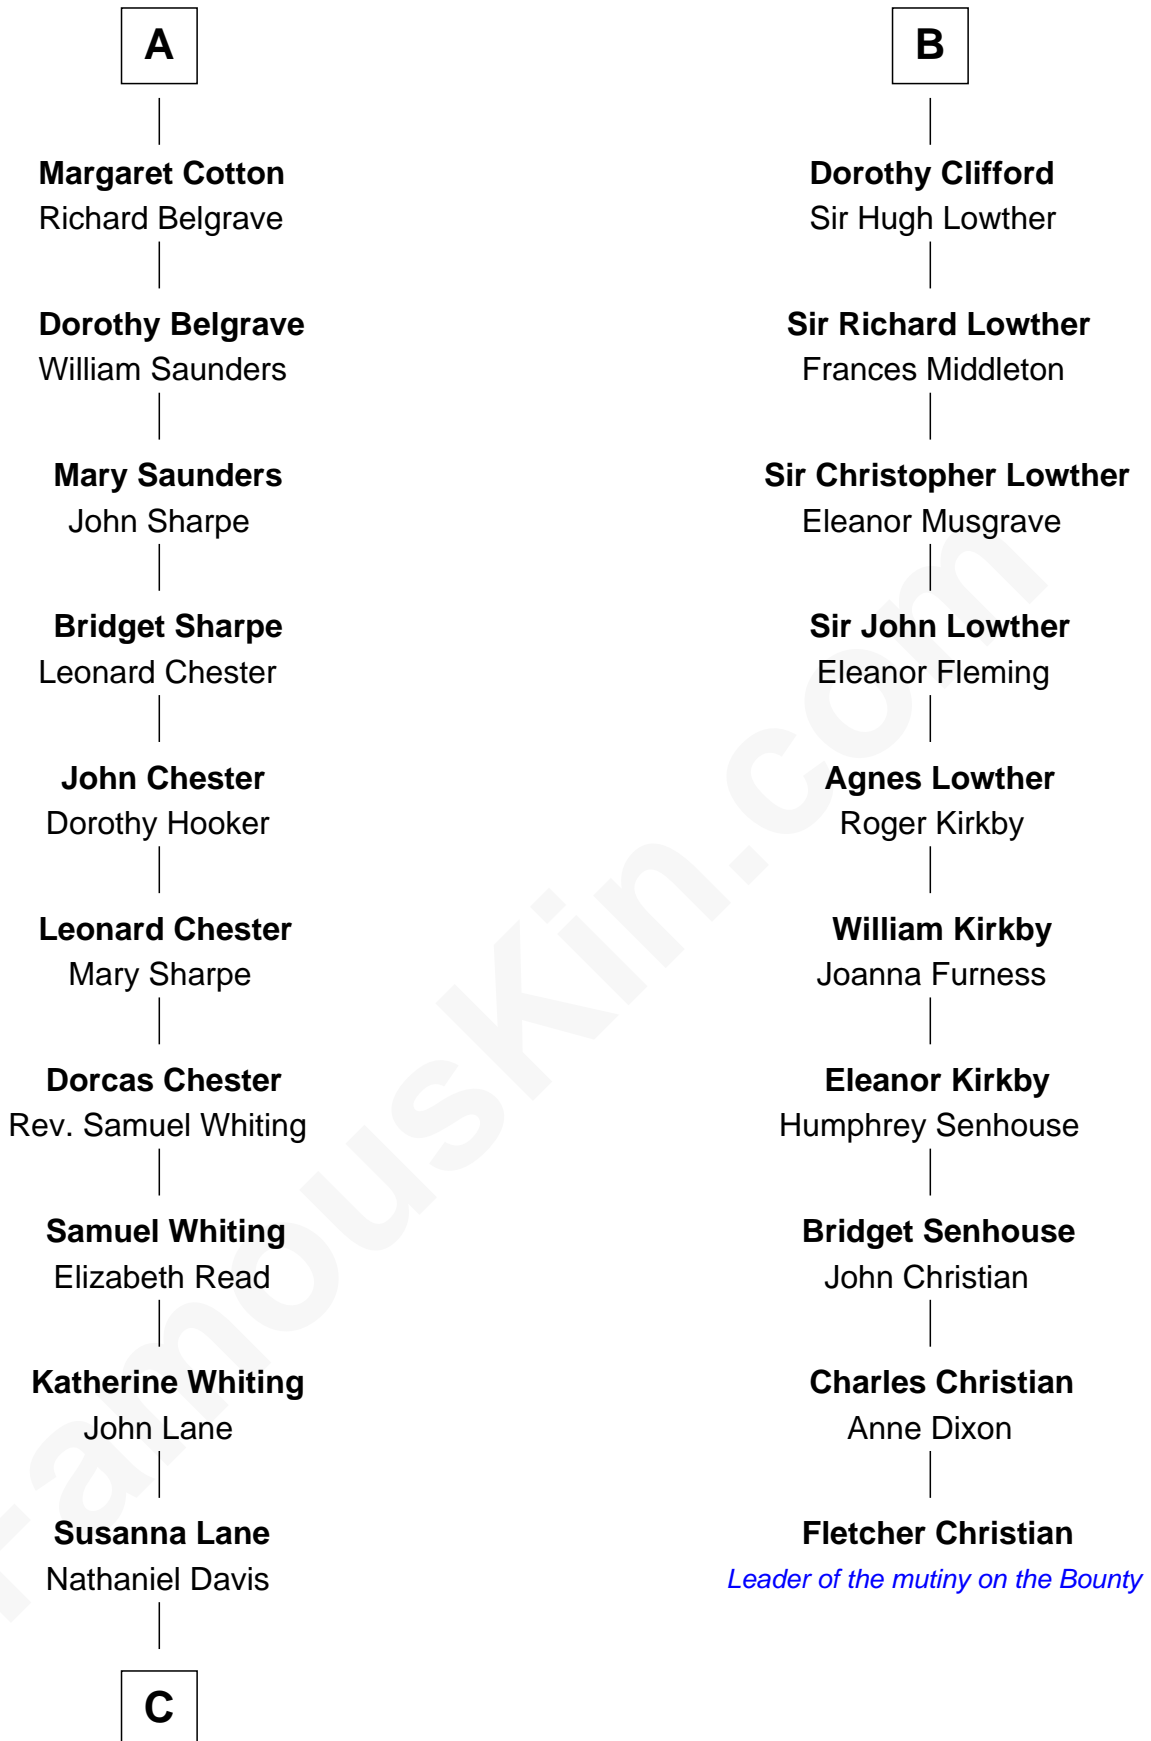 A
Margaret Cotton
Richard Belgrave
Dorothy Belgrave
William Saunders
Mary Saunders
John Sharpe
Bridget Sharpe
Leonard Chester
John Chester
Dorothy Hooker
Leonard Chester
Mary Sharpe
Dorcas Chester
Rev. Samuel Whiting
Samuel Whiting
Elizabeth Read
Katherine Whiting
John Lane
Susanna Lane
Nathaniel Davis
C
B
Dorothy Clifford
Sir Hugh Lowther
Sir Richard Lowther
Frances Middleton
Sir Christopher Lowther
Eleanor Musgrave
Sir John Lowther
Eleanor Fleming
Agnes Lowther
Roger Kirkby
William Kirkby
Joanna Furness
Eleanor Kirkby
Humphrey Senhouse
Bridget Senhouse
John Christian
Charles Christian
Anne Dixon
Fletcher Christian
Leader of the mutiny on the Bounty
FamousKin.com